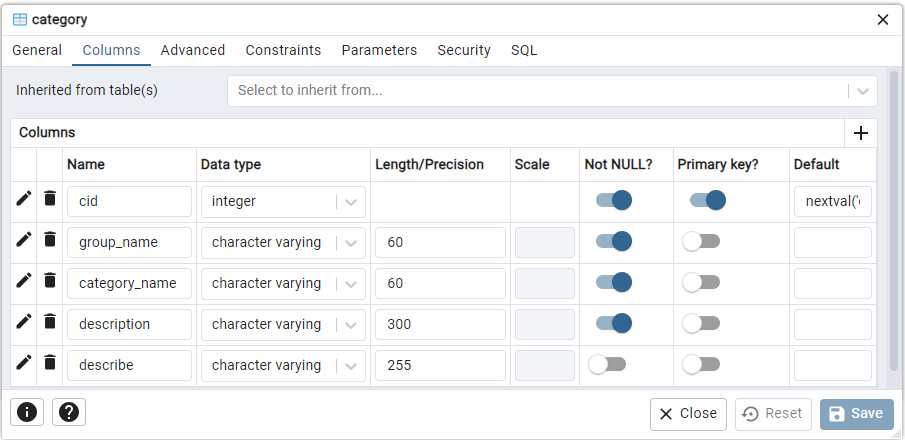 category
General Columns Advanced Constraints Parameters Security SQL
Inherited from table(s) Select to inherit from...
Columns
Name Data type Length/Precision Scale Not NULL? Primary key? Default
cid integer nextval('
group_name character varying 60
category_name character varying 60
description character varying 300
describe character varying 255
Close Reset Save